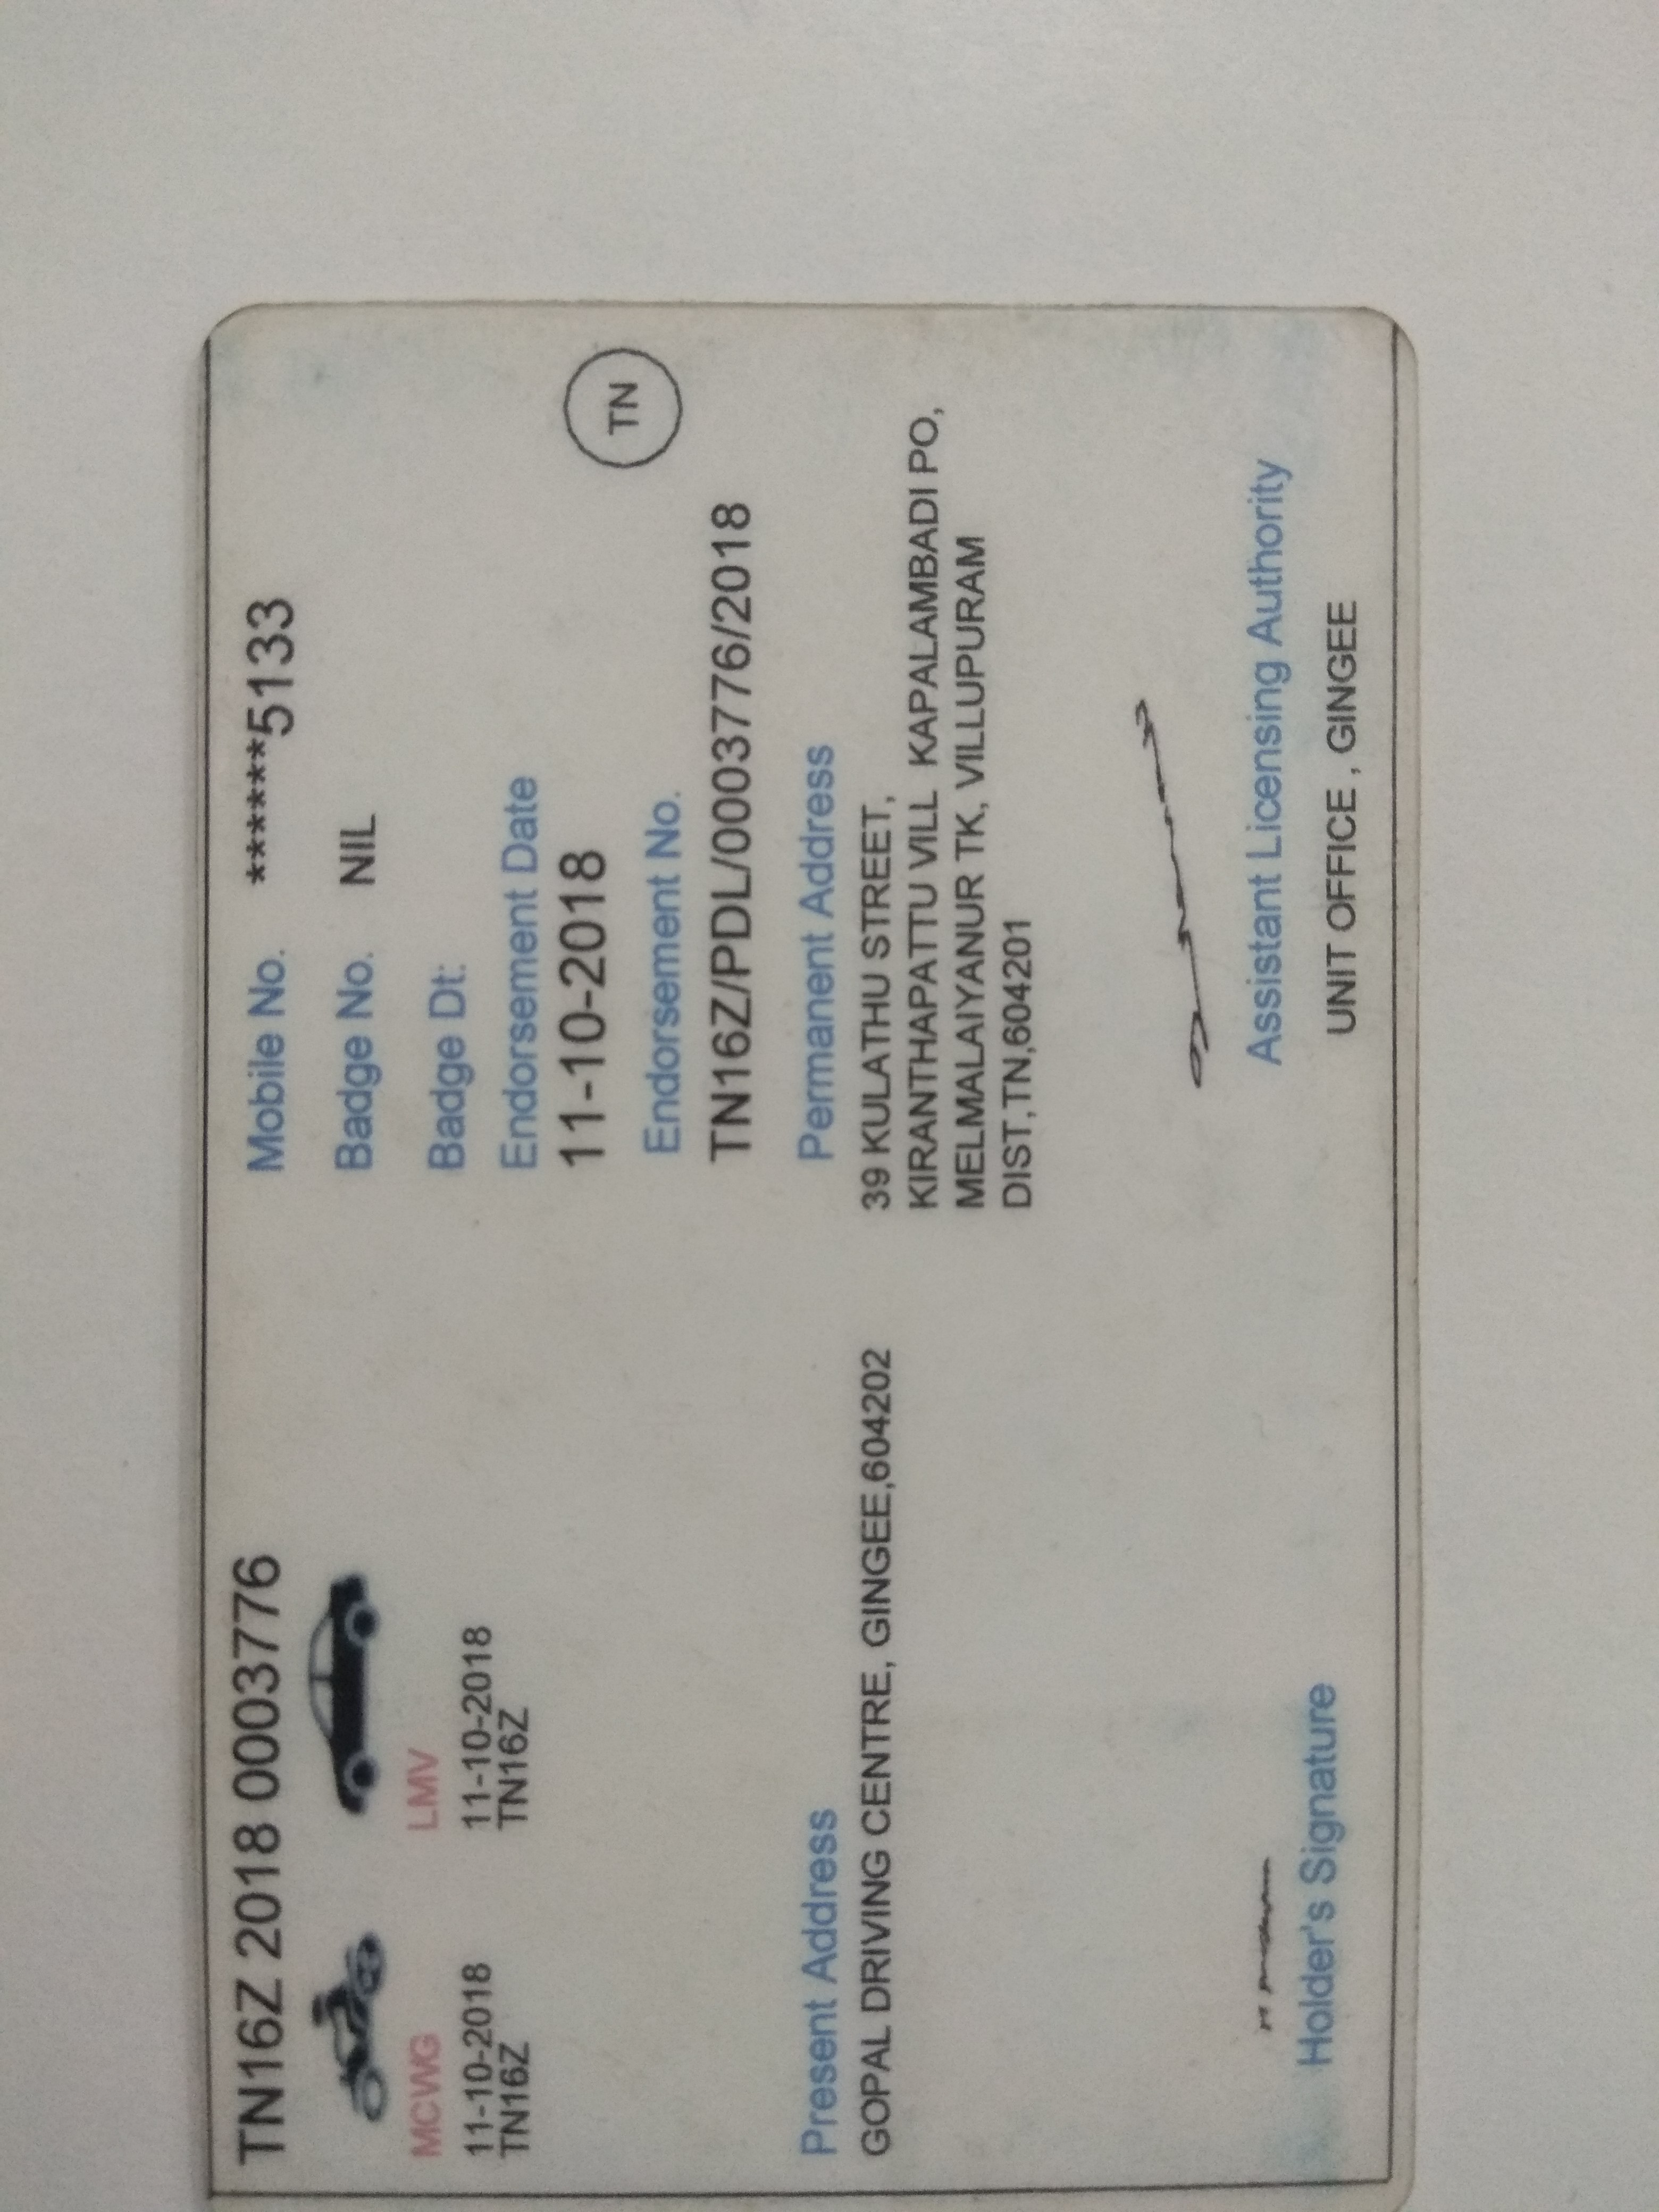 TN16Z 2018 0003776
MCWG
11-10-2018
TN16Z
LMV
11-10-2018
TN16Z
Mobile No. ******5133
Badge No. NIL
Badge Dt:
Endorsement Date
11-10-2018
Endorsement No.
TN16Z/PDL/0003776/2018
TN
Present Address
GOPAL DRIVING CENTRE, GINGEE,604202
Permanent Address
39 KULATHU STREET,
KIRANTHAPATTU VILL KAPALAMBADI PO,
MELMALAIYANUR TK, VILLUPURAM
DIST,TN,604201
Holder's Signature
Assistant Licensing Authority
UNIT OFFICE , GINGEE